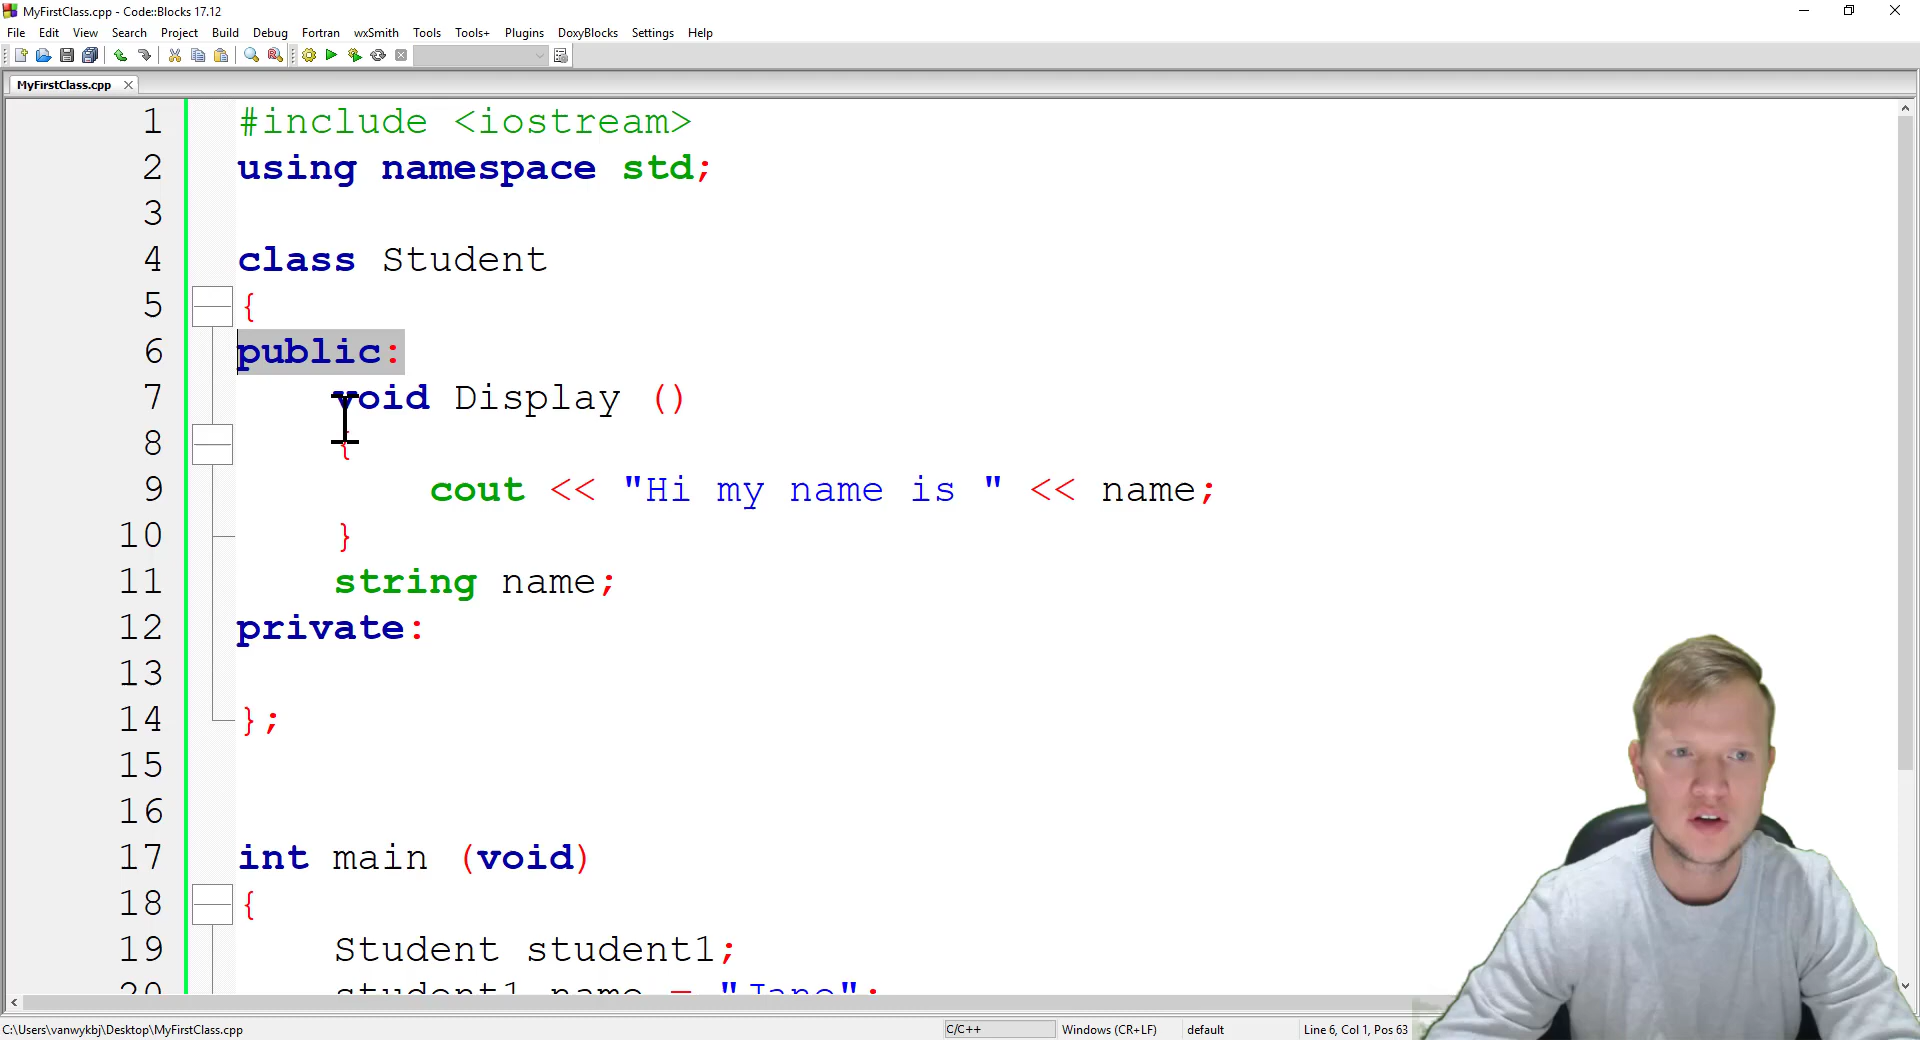 MyFirstClass.cpp - Code::Blocks 17.12
File Edit View Search Project Build Debug Fortran wxSmith Tools Tools+ Plugins DoxyBlocks Settings Help
MyFirstClass.cpp
1 #include <iostream>
2 using namespace std;
3
4 class Student
5 {
6 public:
7 void Display ()
8 {
9 cout << "Hi my name is " << name;
10 }
11 string name;
12 private:
13
14 };
15
16
17 int main (void)
18 {
19 Student student1;
20 student1.name = "Jane";
C:\Users\vanwykbj\Desktop\MyFirstClass.cpp C/C++ Windows (CR+LF) default Line 6, Col 1, Pos 63